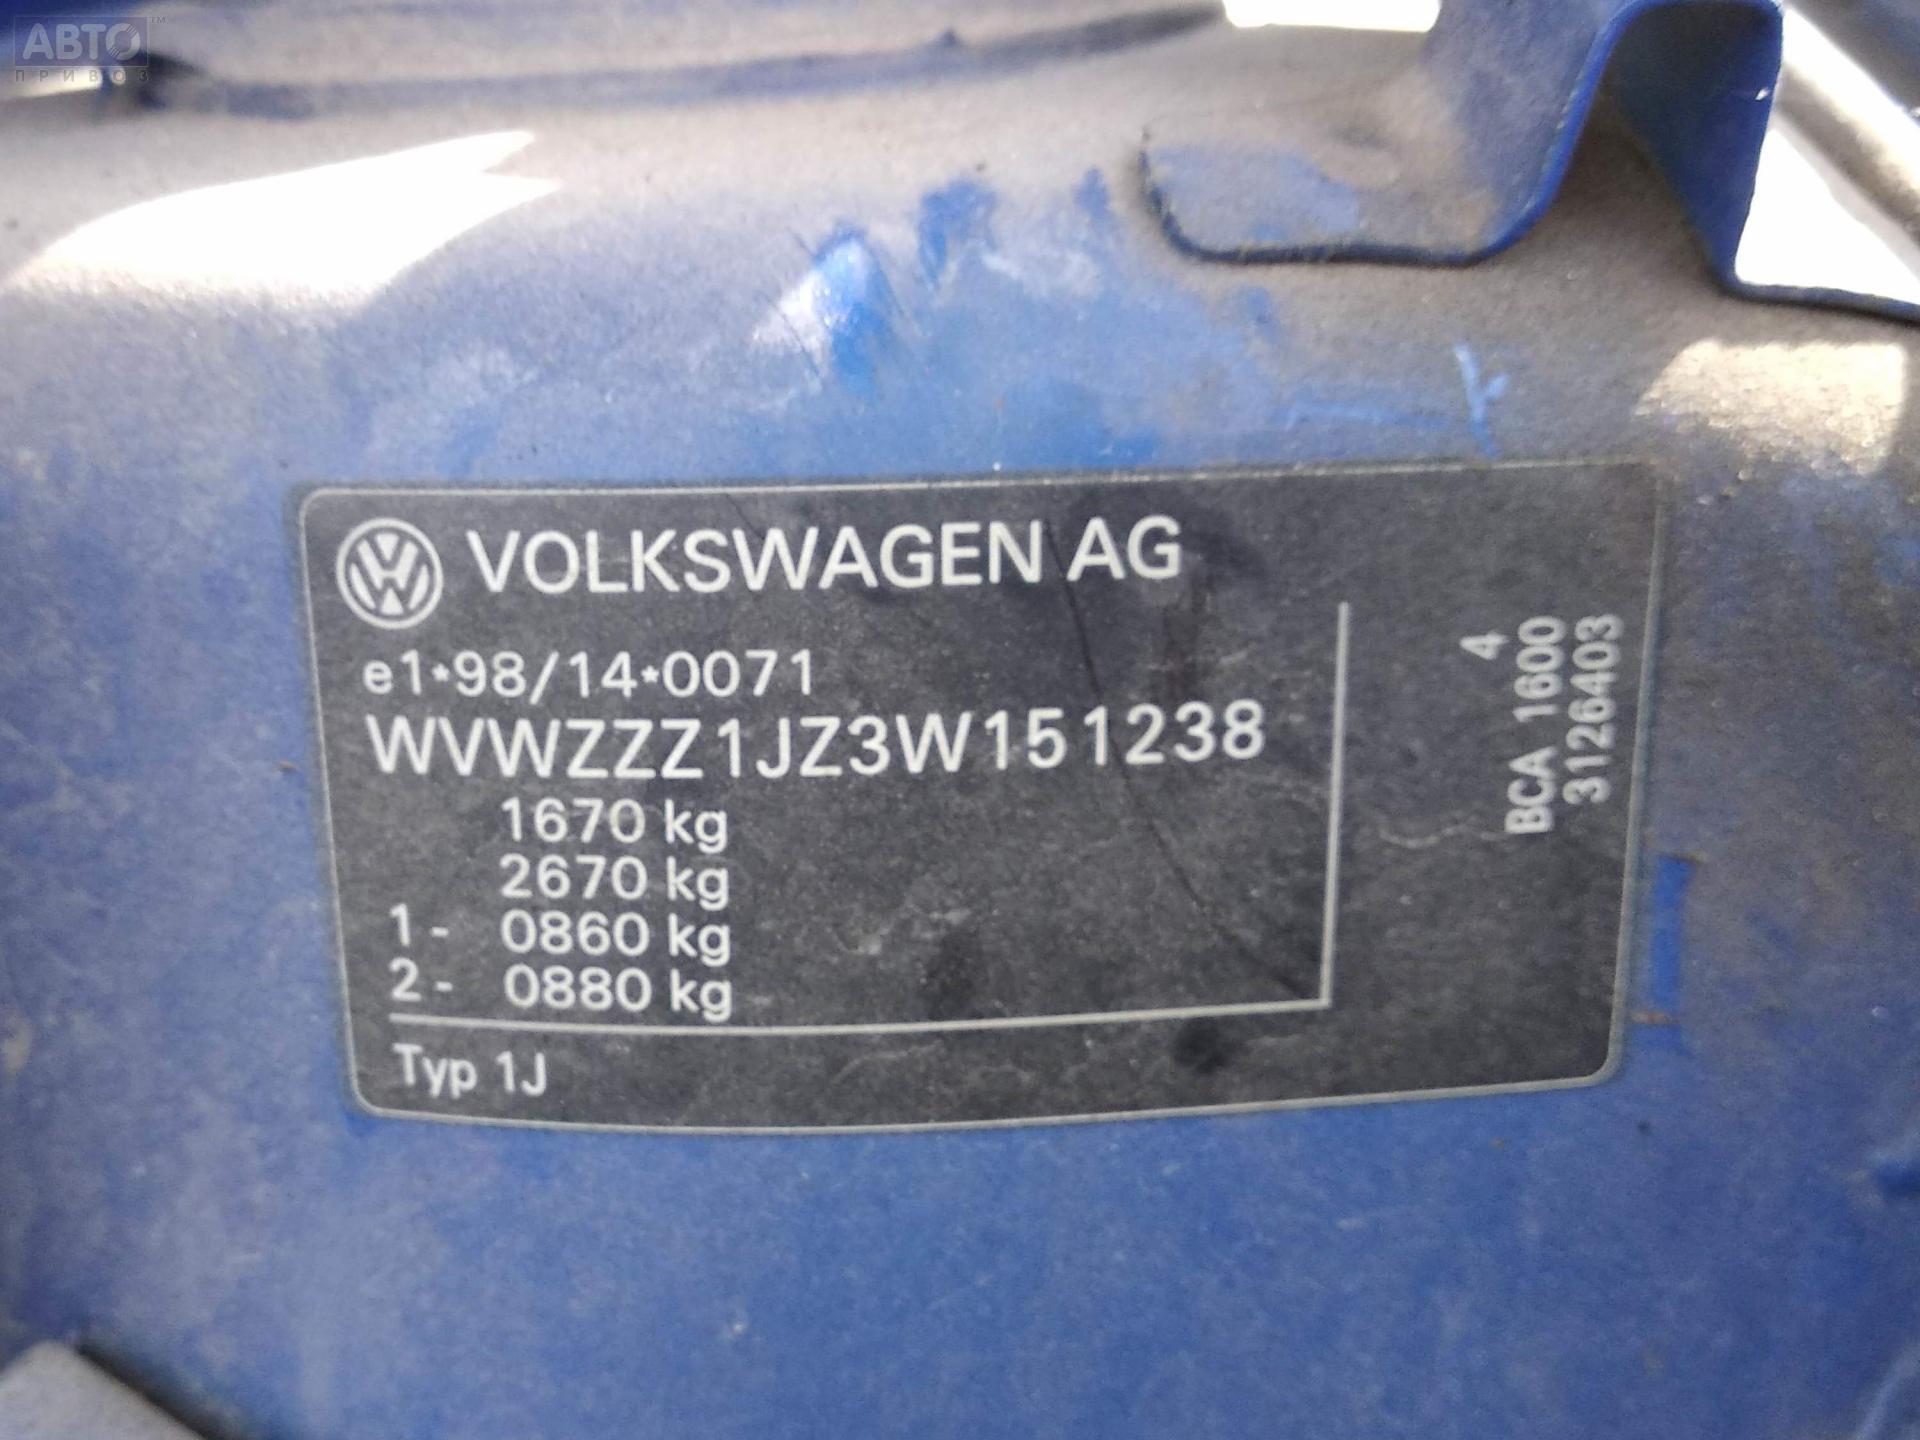 АВТО™
ПРИВОЗ
VOLKSWAGEN AG
e1*98/14*0071
WVWZZZ1JZ3W151238
1670 kg
2670 kg
1- 0860 kg
2- 0880 kg
Typ 1J
4
BCA 1600
3126403